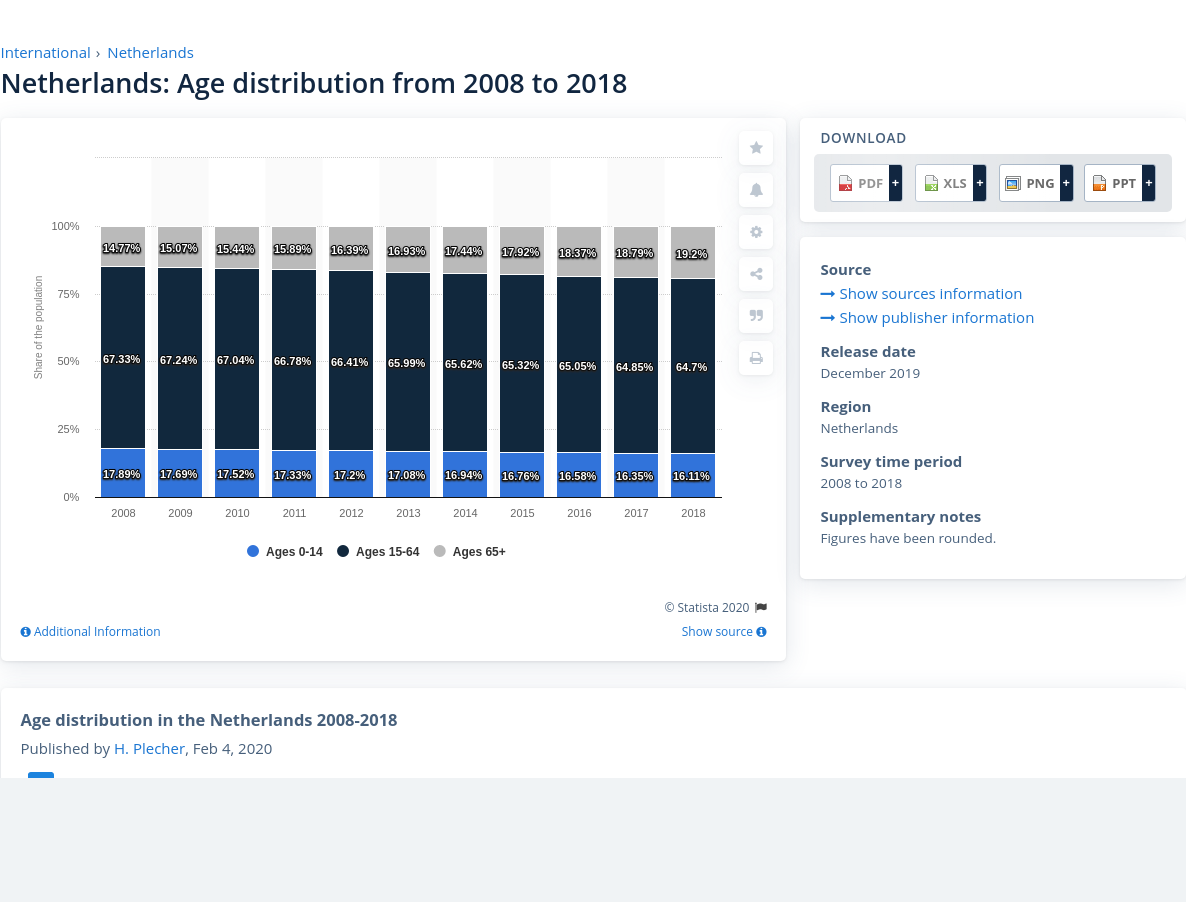 International › Netherlands
Netherlands: Age distribution from 2008 to 2018
Share of the population
100%
75%
50%
25%
0%
14.77% 15.07% 15.44% 15.89% 16.39% 16.93% 17.44% 17.92% 18.37% 18.79% 19.2%
67.33% 67.24% 67.04% 66.78% 66.41% 65.99% 65.62% 65.32% 65.05% 64.85% 64.7%
17.89% 17.69% 17.52% 17.33% 17.2% 17.08% 16.94% 16.76% 16.58% 16.35% 16.11%
2008 2009 2010 2011 2012 2013 2014 2015 2016 2017 2018
Ages 0-14 Ages 15-64 Ages 65+
© Statista 2020
Additional Information
Show source
DOWNLOAD
PDF + XLS + PNG + PPT +
Source
Show sources information
Show publisher information
Release date
December 2019
Region
Netherlands
Survey time period
2008 to 2018
Supplementary notes
Figures have been rounded.
Age distribution in the Netherlands 2008-2018
Published by H. Plecher, Feb 4, 2020